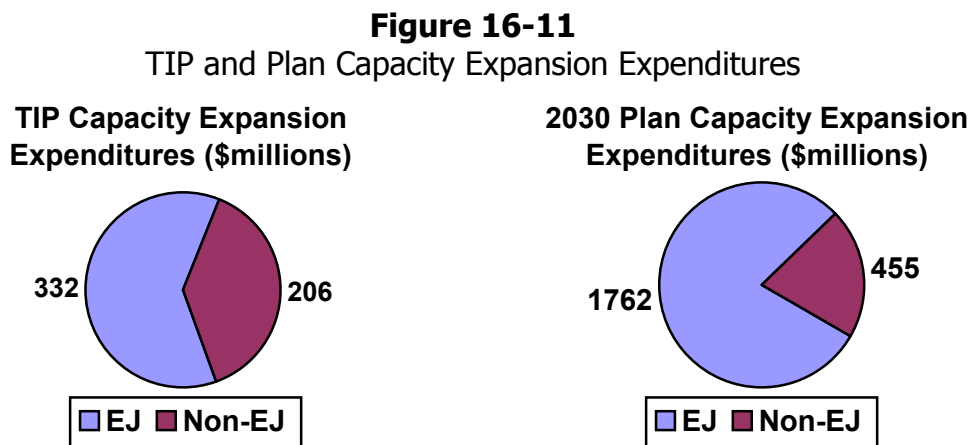 Figure 16-11
TIP and Plan Capacity Expansion Expenditures
TIP Capacity Expansion
Expenditures ($millions)
332
206
EJ Non-EJ
2030 Plan Capacity Expansion
Expenditures ($millions)
1762
455
EJ Non-EJ